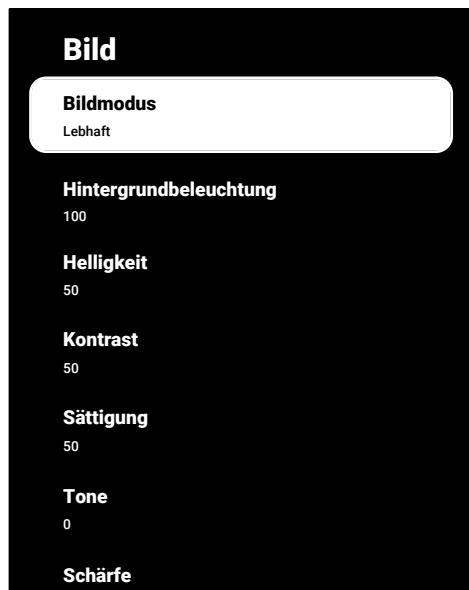 Bild
Bildmodus
Lebhaft
Hintergrundbeleuchtung
100
Helligkeit
50
Kontrast
50
Sättigung
50
Tone
0
Schärfe